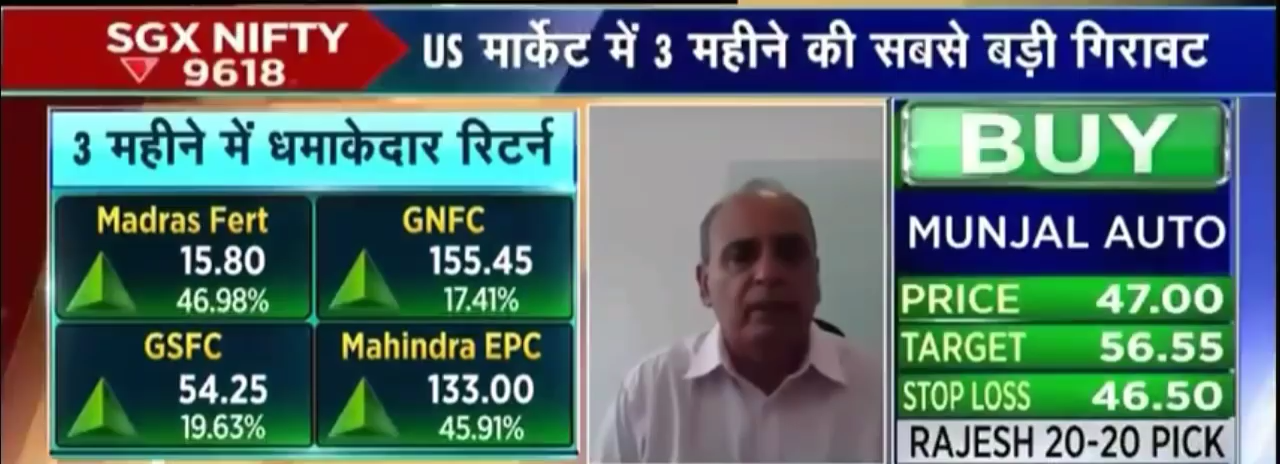 SGX NIFTY
9618
US मार्केट में 3 महीने की सबसे बड़ी गिरावट
3 महीने में धमाकेदार रिटर्न
Madras Fert
15.80
46.98%
GNFC
155.45
17.41%
GSFC
54.25
19.63%
Mahindra EPC
133.00
45.91%
BUY
MUNJAL AUTO
PRICE 47.00
TARGET 56.55
STOP LOSS 46.50
RAJESH 20-20 PICK